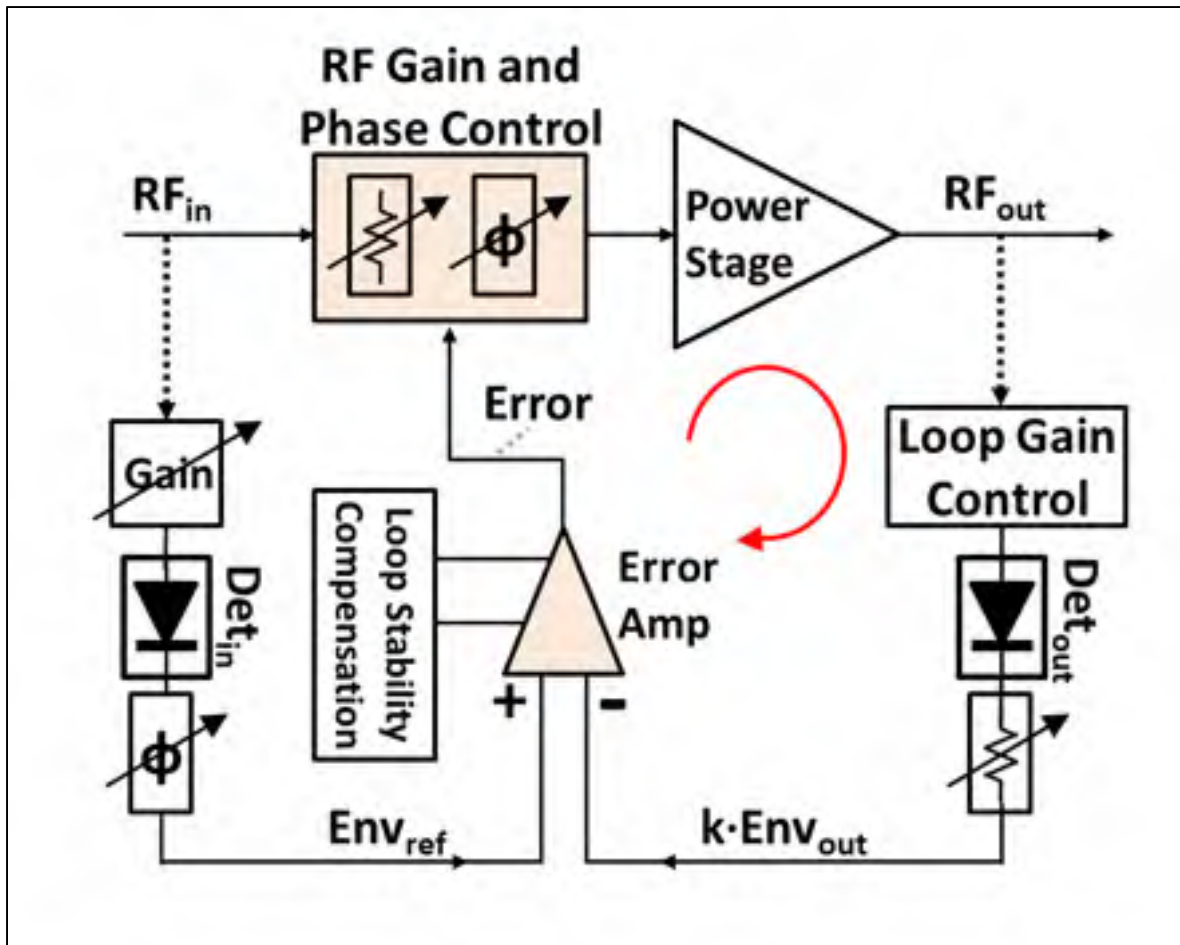 RF Gain and
Phase Control
RFin
ϕ
Power
Stage
RFout
Error
Gain
Loop Gain
Control
Detin
Loop Stability
Compensation
Error
Amp
Detout
+
-
ϕ
Envref
k·Envout